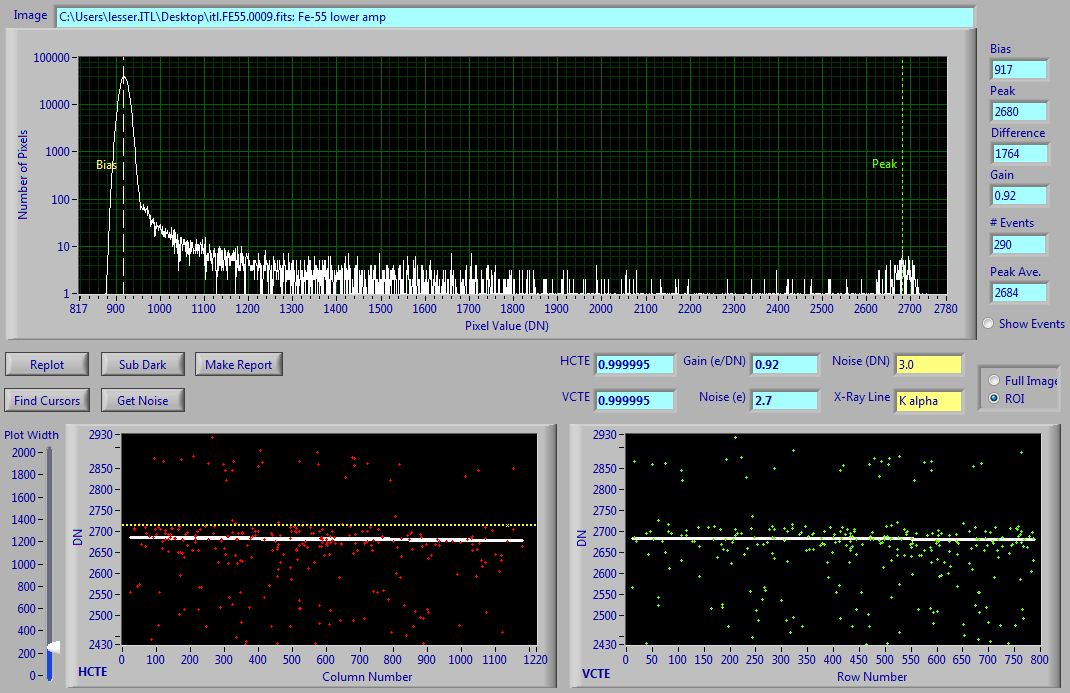 Image C:\Users\lesser.ITL\Desktop\itl.FE55.0009.fits: Fe-55 lower amp
100000
10000
1000
100
10
1
Number of Pixels
Bias
Peak
817 900 1000 1100 1200 1300 1400 1500 1600 1700 1800 1900 2000 2100 2200 2300 2400 2500 2600 2700 2780
Pixel Value (DN)
Bias
917
Peak
2680
Difference
1764
Gain
0.92
# Events
290
Peak Ave.
2684
Show Events
Replot Sub Dark Make Report
Find Cursors Get Noise
HCTE 0.999995 Gain (e/DN) 0.92 Noise (DN) 3.0
VCTE 0.999995 Noise (e) 2.7 X-Ray Line K alpha
Full Image
ROI
Plot Width
2000
1800
1600
1400
1200
1000
800
600
400
200
0
2930
2850
2800
2750
2700
2650
2600
2550
2500
2430
DN
0 100 200 300 400 500 600 700 800 900 1000 1100 1220
HCTE Column Number
2930
2850
2800
2750
2700
2650
2600
2550
2500
2430
DN
0 50 100 150 200 250 300 350 400 450 500 550 600 650 700 750 800
VCTE Row Number